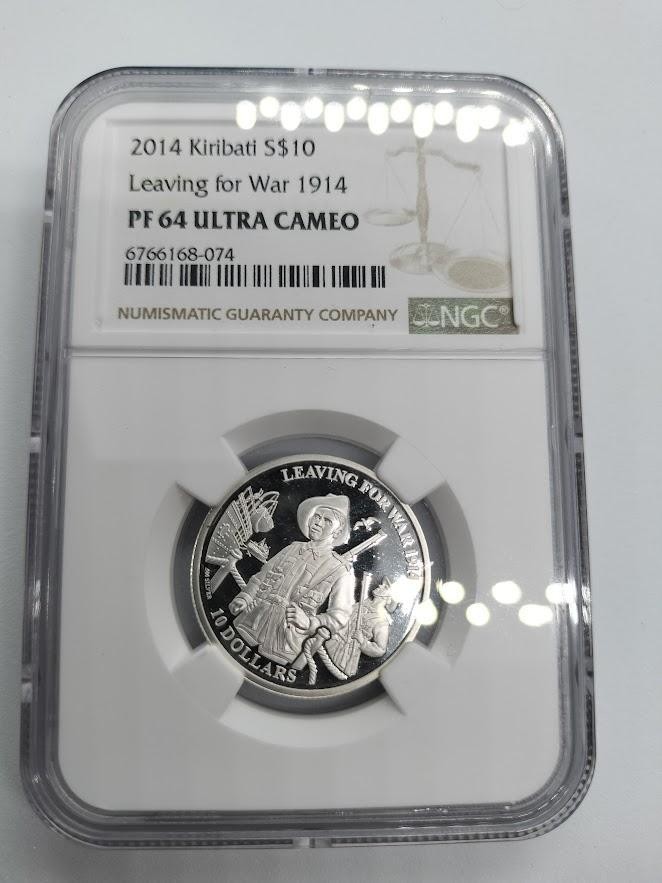 2014 Kiribati S$10
Leaving for War 1914
PF 64 ULTRA CAMEO
6766168-074
NUMISMATIC GUARANTY COMPANY
NGC®
LEAVING FOR WAR 1914
10 DOLLARS